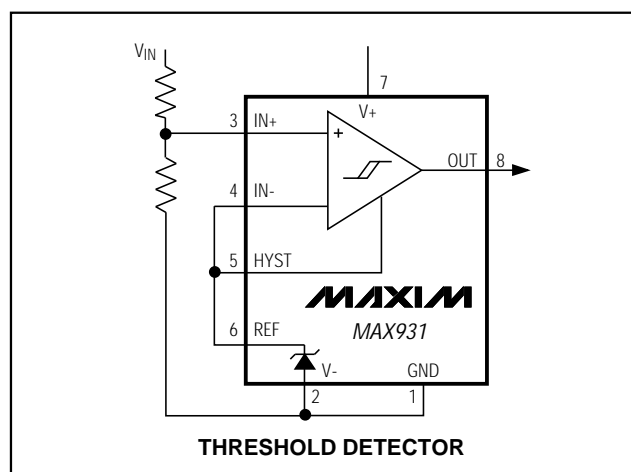 VIN
7
V+
3 IN+
+
OUT 8
4 IN-
5 HYST
MAXIM
MAX931
6 REF
V-
GND
2
1
THRESHOLD DETECTOR